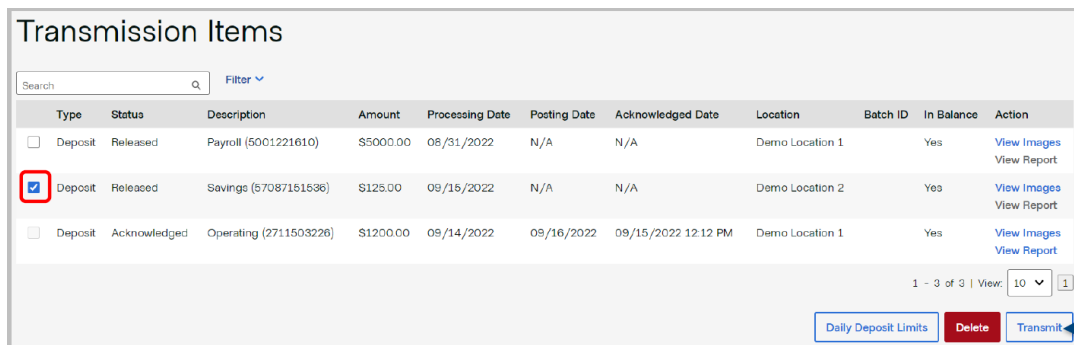 Transmission Items
Search Filter
Type Status Description Amount Processing Date Posting Date Acknowledged Date Location Batch ID In Balance Action
Deposit Released Payroll (5001221610) $5000.00 08/31/2022 N/A N/A Demo Location 1 Yes View Images
View Report
Deposit Released Savings (57087151536) $125.00 09/15/2022 N/A N/A Demo Location 2 Yes View Images
View Report
Deposit Acknowledged Operating (2711503226) $1200.00 09/14/2022 09/16/2022 09/15/2022 12:12 PM Demo Location 1 Yes View Images
View Report
1 - 3 of 3 | View: 10 1
Daily Deposit Limits Delete Transmit